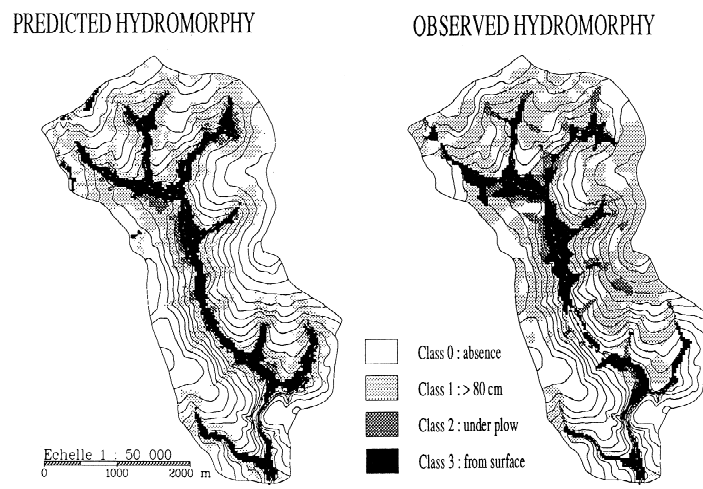 PREDICTED HYDROMORPHY
OBSERVED HYDROMORPHY
Class 0 : absence
Class 1 : > 80 cm
Class 2 : under plow
Class 3 : from surface
Echelle 1 : 50 000
0 1000 2000 m